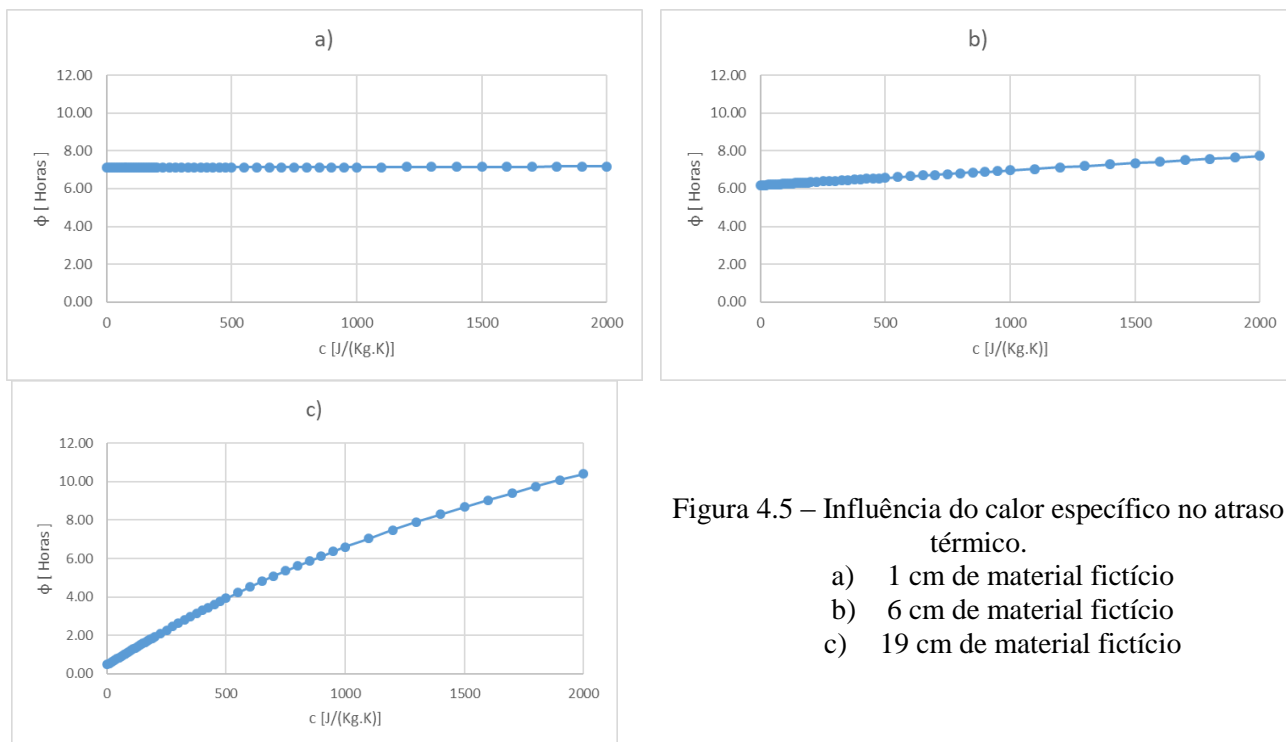 a)
12.00
10.00
8.00
6.00
4.00
2.00
0.00
ϕ [ Horas ]
0 500 1000 1500 2000
c [J/(Kg.K)]
b)
12.00
10.00
8.00
6.00
4.00
2.00
0.00
ϕ [ Horas ]
0 500 1000 1500 2000
c [J/(Kg.K)]
c)
12.00
10.00
8.00
6.00
4.00
2.00
0.00
ϕ [ Horas ]
0 500 1000 1500 2000
c [J/(Kg.K)]
Figura 4.5 – Influência do calor específico no atraso
térmico.
a) 1 cm de material fictício
b) 6 cm de material fictício
c) 19 cm de material fictício